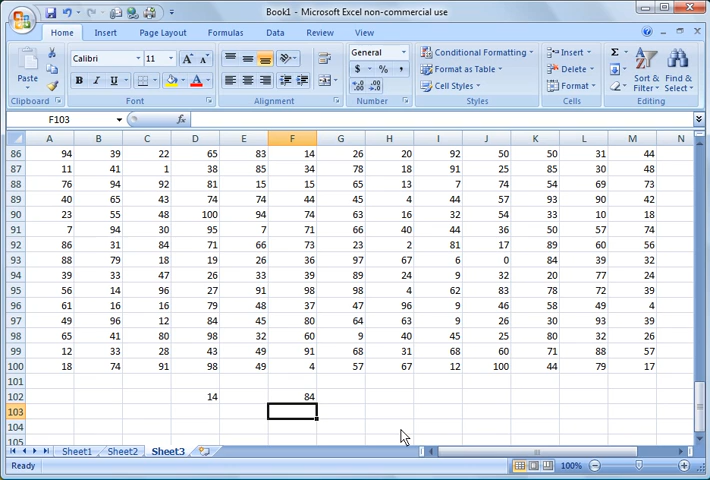 Book1 - Microsoft Excel non-commercial use
Home Insert Page Layout Formulas Data Review View
Paste
Clipboard
Calibri 11
B I U
Font
Alignment
General
$ % ,
Number
Conditional Formatting
Format as Table
Cell Styles
Styles
Insert
Delete
Format
Cells
Σ
Sort & Filter
Find & Select
Editing
F103 fx
A B C D E F G H I J K L M N
86 94 39 22 65 83 14 26 20 92 50 50 31 44
87 11 41 1 38 85 34 78 18 91 25 85 30 48
88 76 94 92 81 15 15 65 13 7 74 54 69 73
89 40 65 43 74 74 44 45 4 44 57 93 90 42
90 23 55 48 100 94 74 63 16 32 54 33 10 18
91 7 94 30 95 7 71 66 40 44 36 50 57 74
92 86 31 84 71 66 73 23 2 81 17 89 60 56
93 88 79 18 19 26 36 97 67 6 0 84 39 32
94 39 33 47 26 33 39 89 24 9 32 20 77 24
95 56 14 96 27 91 98 98 4 62 83 78 72 39
96 61 16 16 79 48 37 47 96 9 46 58 49 4
97 49 96 12 84 45 80 64 63 9 26 30 93 39
98 65 41 80 98 32 60 9 40 45 25 80 32 26
99 12 33 28 43 49 91 68 31 68 60 71 88 57
100 18 74 91 98 49 4 57 67 12 100 44 79 17
101
102 14 84
103
104
105
Sheet1 Sheet2 Sheet3
Ready 100%